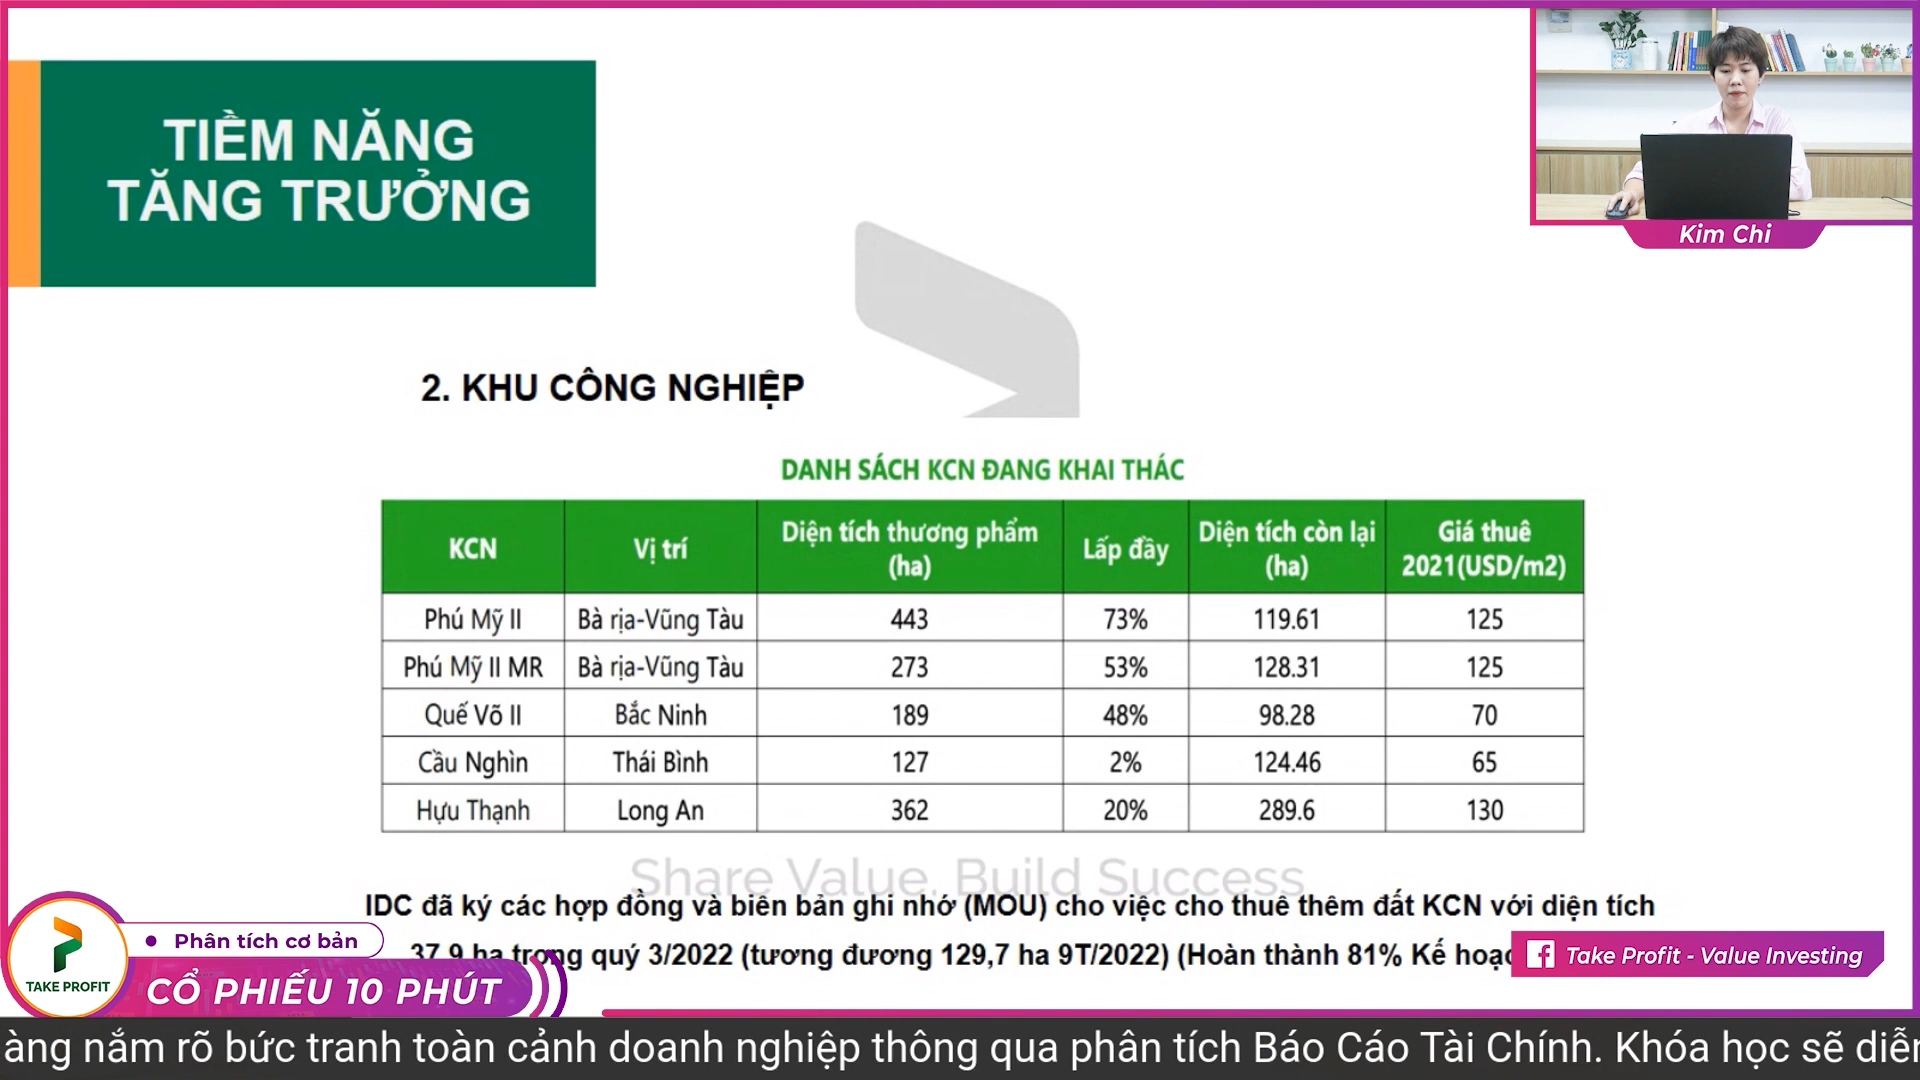 TIỀM NĂNG
TĂNG TRƯỞNG
Kim Chi
2. KHU CÔNG NGHIỆP
DANH SÁCH KCN ĐANG KHAI THÁC
KCN Vị trí Diện tích thương phẩm (ha) Lấp đầy Diện tích còn lại (ha) Giá thuê 2021(USD/m2)
Phú Mỹ II Bà rịa-Vũng Tàu 443 73% 119.61 125
Phú Mỹ II MR Bà rịa-Vũng Tàu 273 53% 128.31 125
Quế Võ II Bắc Ninh 189 48% 98.28 70
Cầu Nghìn Thái Bình 127 2% 124.46 65
Hựu Thạnh Long An 362 20% 289.6 130
Share Value, Build Success
IDC đã ký các hợp đồng và biên bản ghi nhớ (MOU) cho việc cho thuê thêm đất KCN với diện tích
37,9 ha trong quý 3/2022 (tương đương 129,7 ha 9T/2022) (Hoàn thành 81% Kế hoạc
Phân tích cơ bản
CỔ PHIẾU 10 PHÚT
TAKE PROFIT
Take Profit - Value Investing
àng nắm rõ bức tranh toàn cảnh doanh nghiệp thông qua phân tích Báo Cáo Tài Chính. Khóa học sẽ diễn